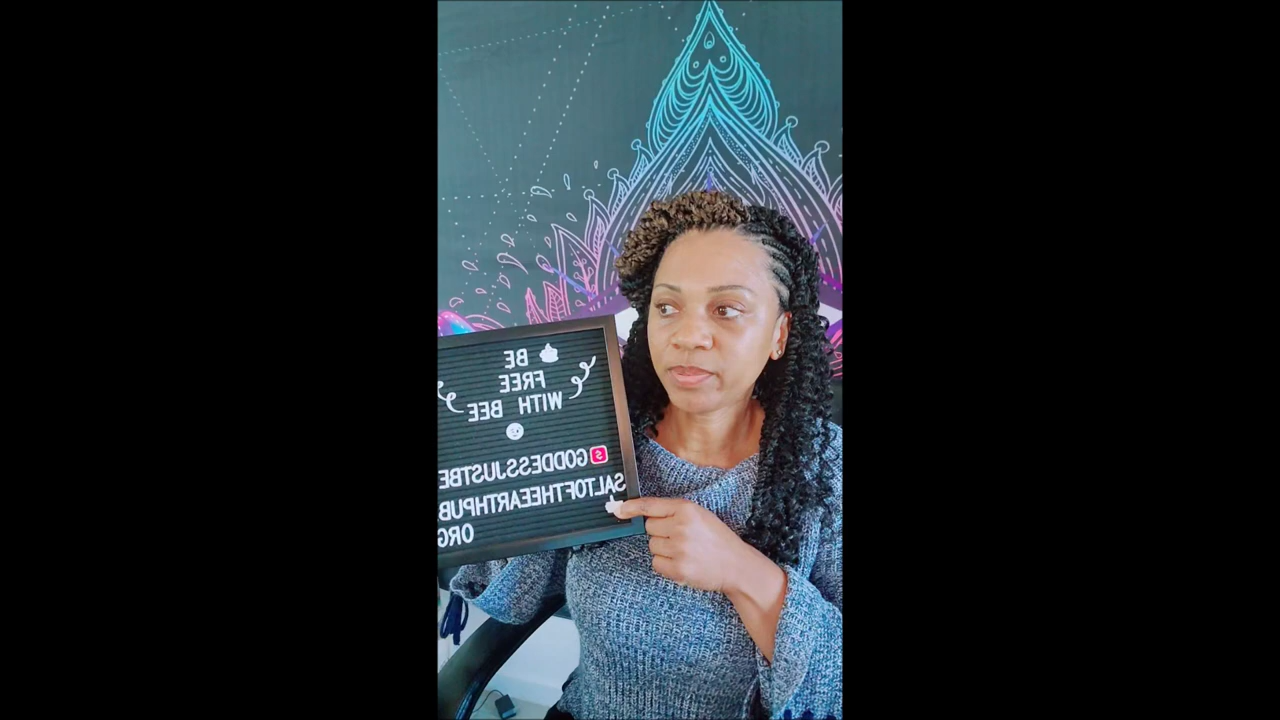 BE
FREE
WITH BEE
@GODDESSJUSTBE
SALTOFTHEEARTHPUB
ORG